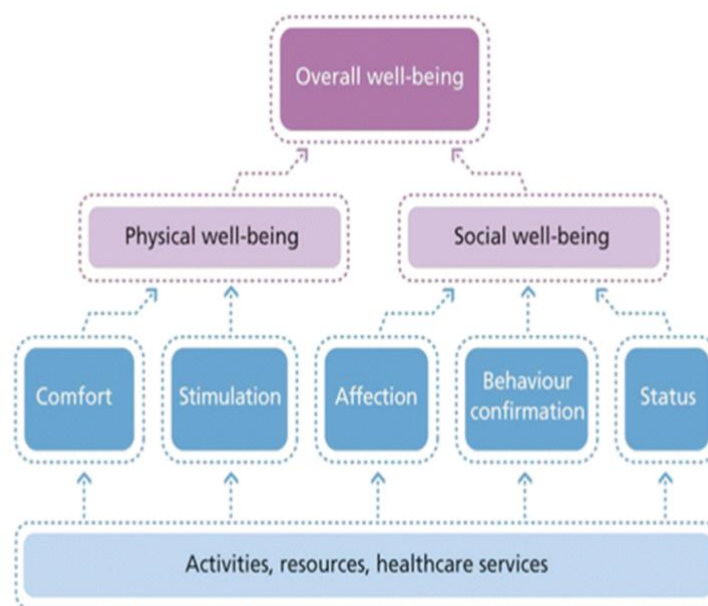 Overall well-being
Physical well-being
Social well-being
Comfort
Stimulation
Affection
Behaviour
confirmation
Status
Activities, resources, healthcare services